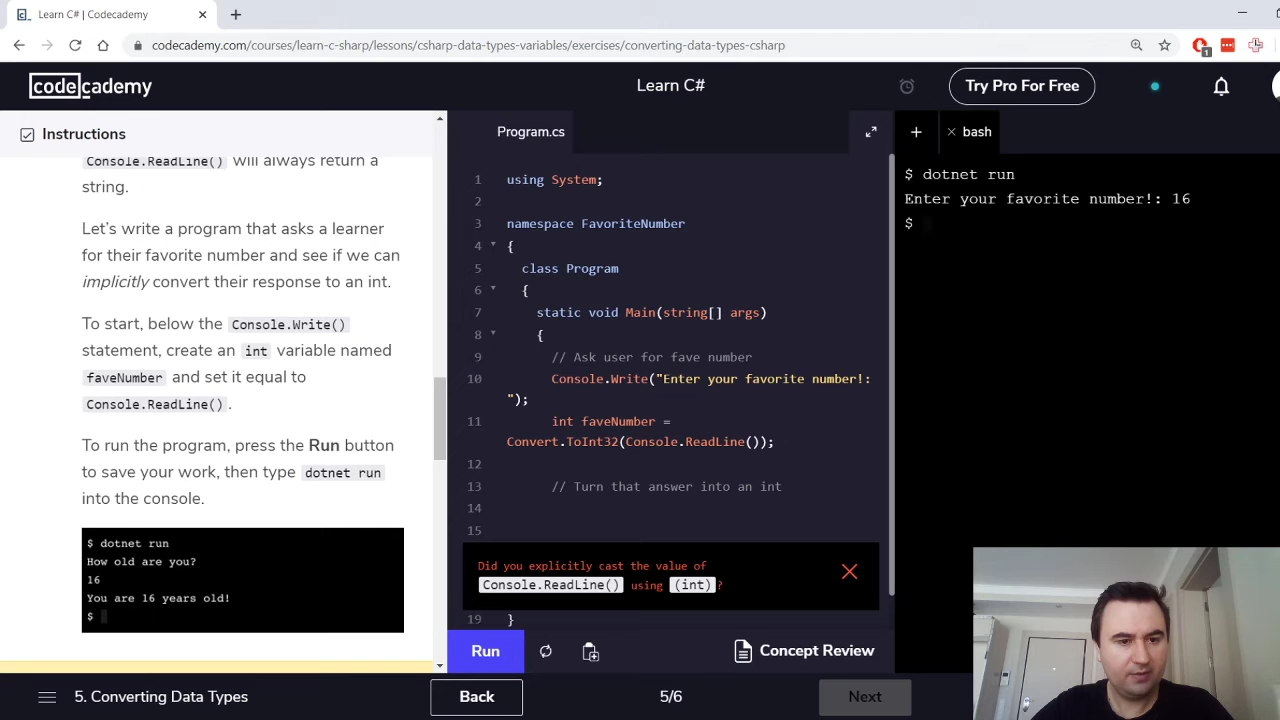 Learn C# | Codecademy
codecademy.com/courses/learn-c-sharp/lessons/csharp-data-types-variables/exercises/converting-data-types-csharp
1
codecademy
Learn C#
Try Pro For Free
Instructions
Console.ReadLine() will always return a
string.
Let's write a program that asks a learner
for their favorite number and see if we can
implicitly convert their response to an int.
To start, below the Console.Write()
statement, create an int variable named
faveNumber and set it equal to
Console.ReadLine().
To run the program, press the Run button
to save your work, then type dotnet run
into the console.
$ dotnet run
How old are you?
16
You are 16 years old!
$
Program.cs
1 using System;
2
3 namespace FavoriteNumber
4 {
5 class Program
6 {
7 static void Main(string[] args)
8 {
9 // Ask user for fave number
10 Console.Write("Enter your favorite number!:
");
11 int faveNumber =
Convert.ToInt32(Console.ReadLine());
12
13 // Turn that answer into an int
14
15
Did you explicitly cast the value of
Console.ReadLine() using (int)?
19 }
+ × bash
$ dotnet run
Enter your favorite number!: 16
$
Run
Concept Review
5. Converting Data Types
Back
5/6
Next